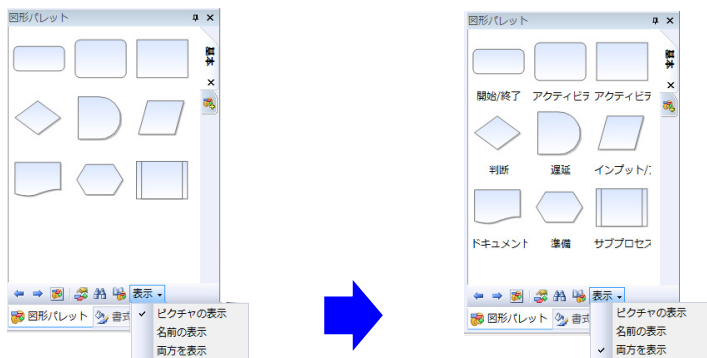 図形パレット
基本
表示
図形パレット
書式
ピクチャの表示
名前の表示
両方を表示
図形パレット
基本
開始/終了 アクティビテ アクティビテ
判断 遅延 インプット/
ドキュメント 準備 サブプロセス
表示
図形パレット
書式
ピクチャの表示
名前の表示
両方を表示